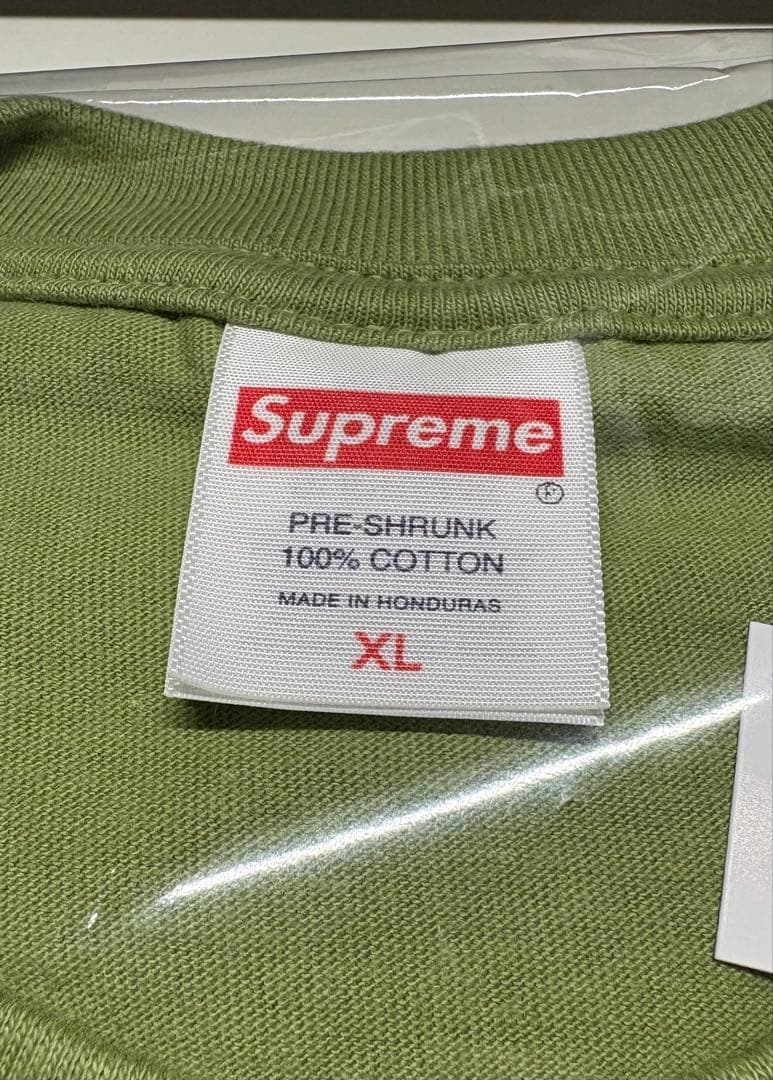 Supreme
®
PRE-SHRUNK
100% COTTON
MADE IN HONDURAS
XL